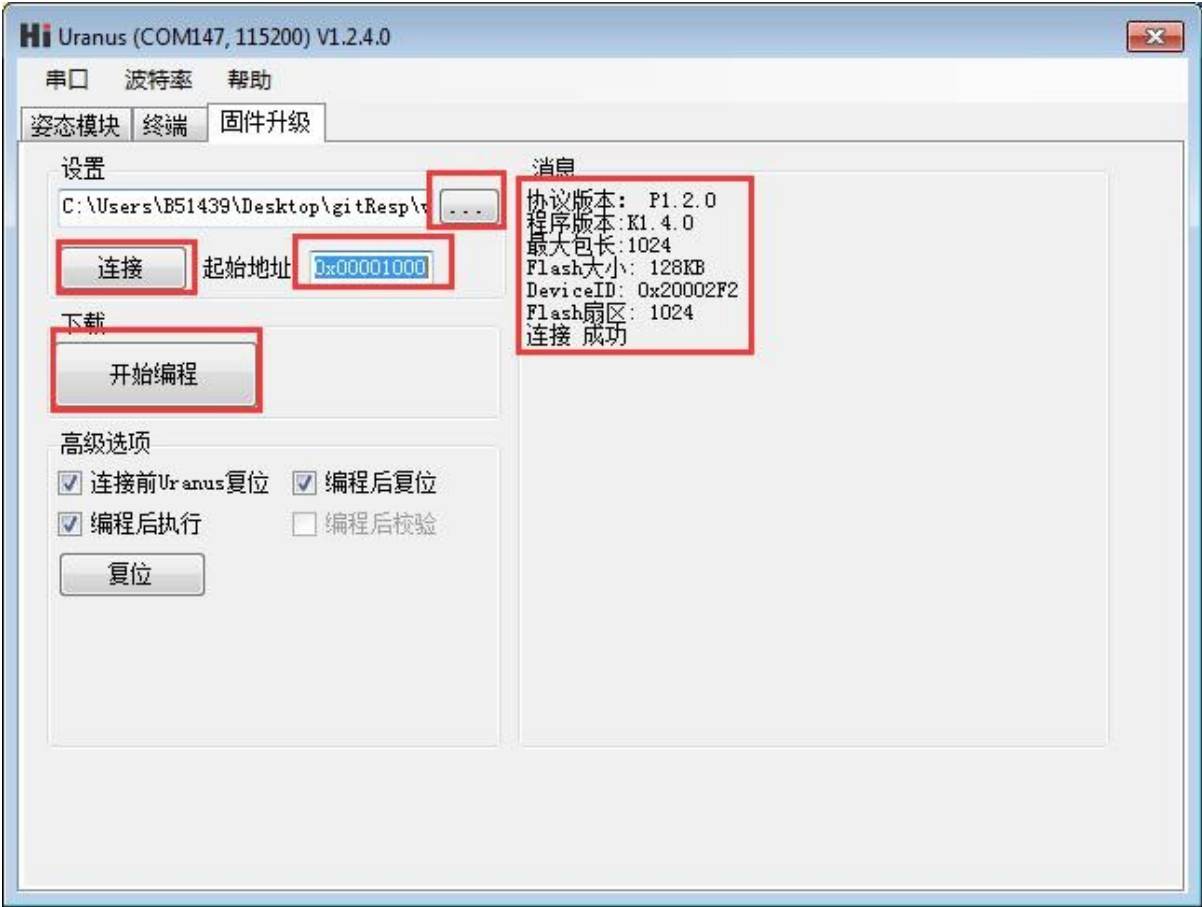 Hi Uranus (COM147, 115200) V1.2.4.0
串口 波特率 帮助
姿态模块 终端 固件升级
设置
C:\Users\B51439\Desktop\gitResp\v ...
连接 起始地址 0x00001000
下载
开始编程
高级选项
连接前Uranus复位 编程后复位
编程后执行 编程后校验
复位
消息
协议版本: P1.2.0
程序版本:K1.4.0
最大包长:1024
Flash大小: 128KB
DeviceID: 0x20002F2
Flash扇区: 1024
连接 成功